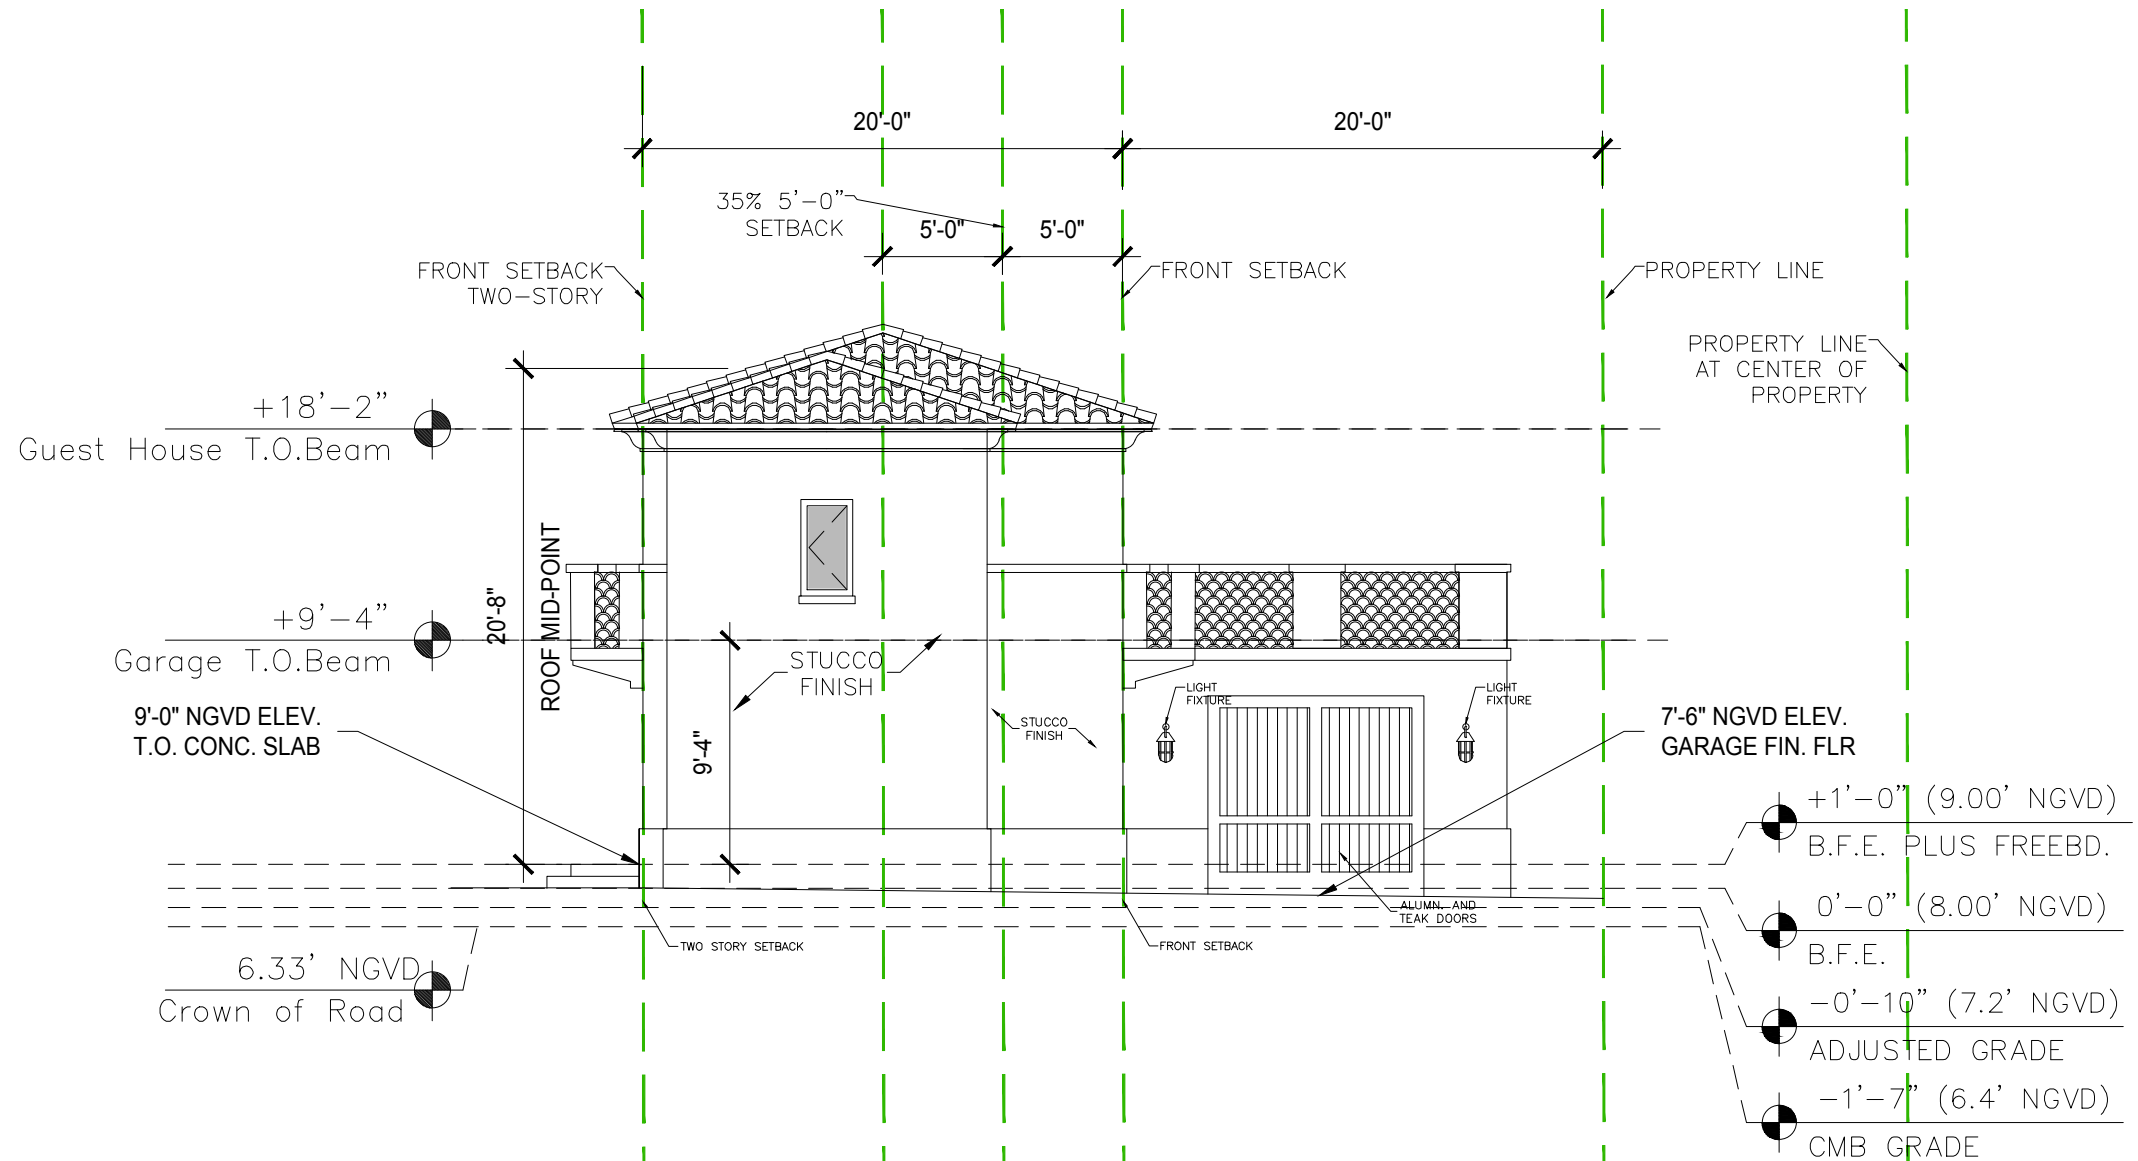 20'-0"
20'-0"
35% 5'-0"
SETBACK
5'-0"
5'-0"
FRONT SETBACK
TWO-STORY
FRONT SETBACK
PROPERTY LINE
PROPERTY LINE
AT CENTER OF
PROPERTY
+18'-2"
Guest House T.O.Beam
20'-8"
ROOF MID-POINT
+9'-4"
Garage T.O.Beam
STUCCO
FINISH
9'-4"
LIGHT
FIXTURE
LIGHT
FIXTURE
STUCCO
FINISH
9'-0" NGVD ELEV.
T.O. CONC. SLAB
7'-6" NGVD ELEV.
GARAGE FIN. FLR
+1'-0" (9.00' NGVD)
B.F.E. PLUS FREEBD.
0'-0" (8.00' NGVD)
B.F.E.
ALUMN. AND
TEAK DOORS
TWO STORY SETBACK
FRONT SETBACK
6.33' NGVD
Crown of Road
-0'-10" (7.2' NGVD)
ADJUSTED GRADE
-1'-7" (6.4' NGVD)
CMB GRADE